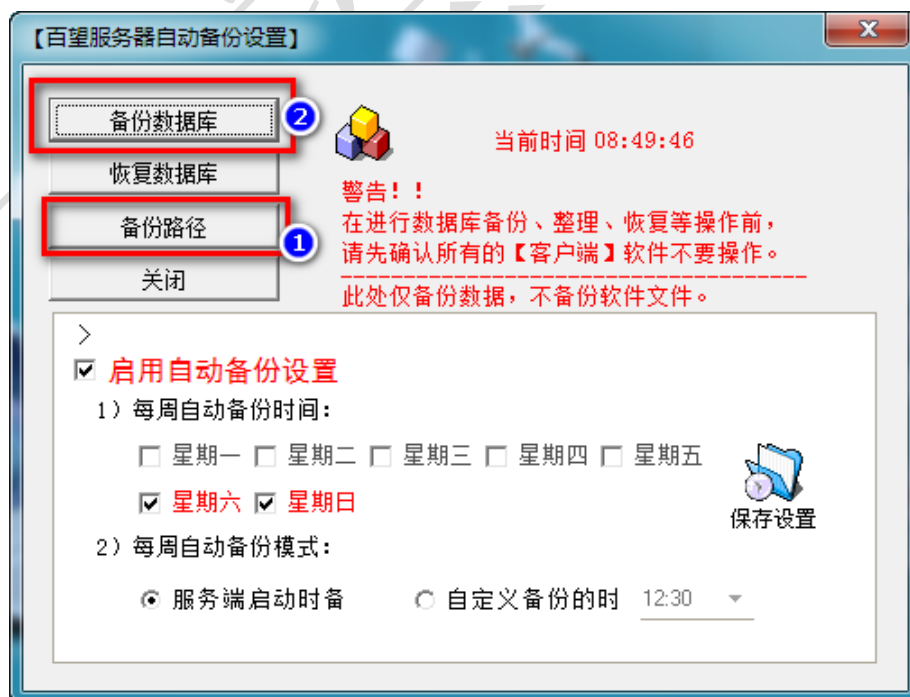 【百望服务器自动备份设置】
备份数据库
2
恢复数据库
备份路径
1
关闭
当前时间 08:49:46
警告！！
在进行数据库备份、整理、恢复等操作前，
请先确认所有的【客户端】软件不要操作。
此处仅备份数据，不备份软件文件。
>
启用自动备份设置
1）每周自动备份时间：
星期一 星期二 星期三 星期四 星期五
星期六 星期日
保存设置
2）每周自动备份模式：
服务端启动时备 自定义备份的时 12:30